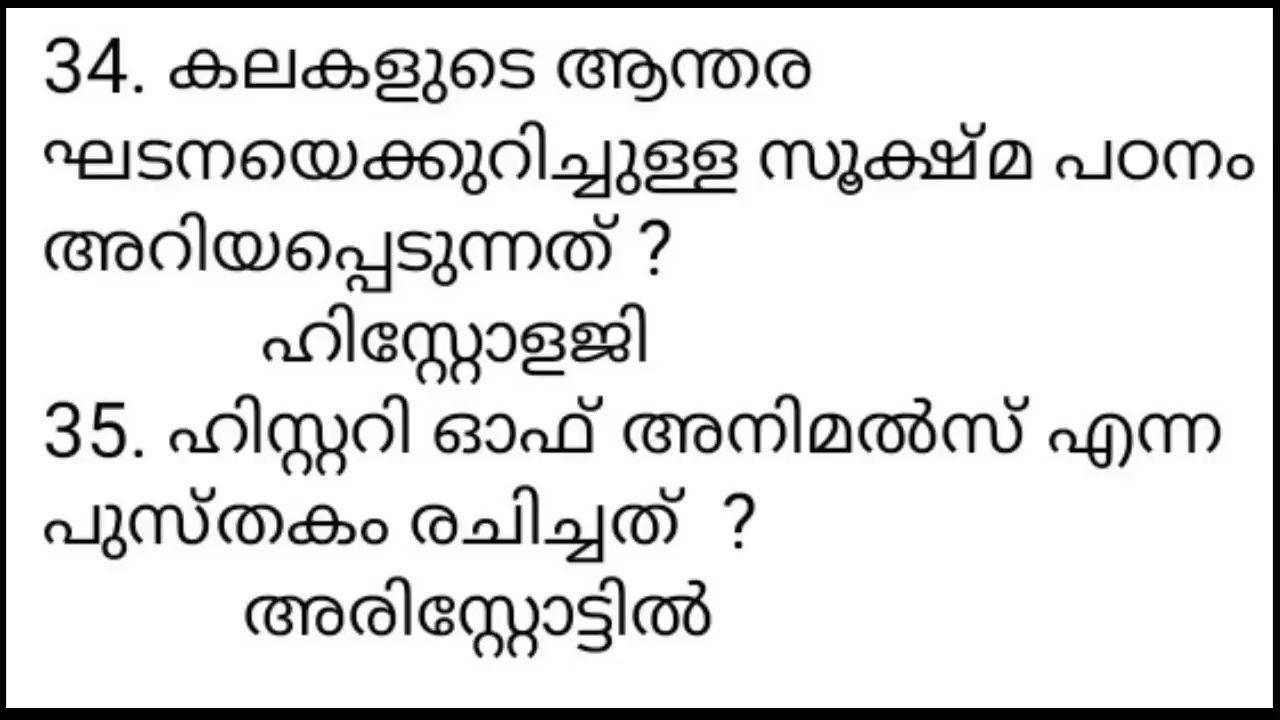 34. കലകളുടെ ആന്തര
ഘടനയെക്കുറിച്ചുള്ള സൂക്ഷ്മ പഠനം
അറിയപ്പെടുന്നത് ?
ഹിസ്റ്റോളജി
35. ഹിസ്റ്ററി ഓഫ് അനിമൽസ് എന്ന
പുസ്തകം രചിച്ചത് ?
അരിസ്റ്റോട്ടിൽ